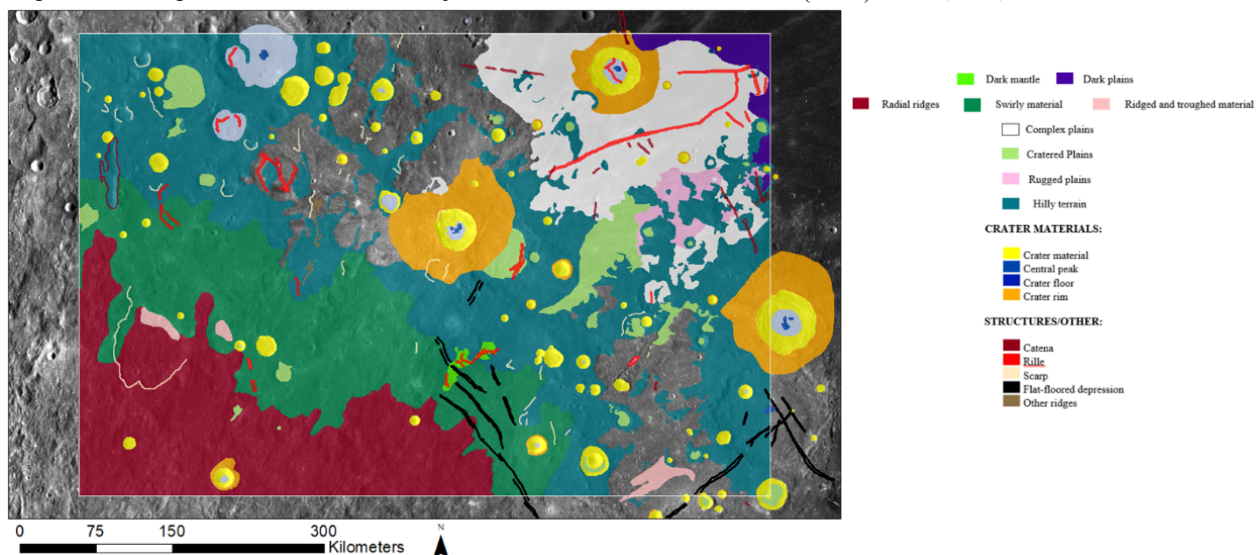 Dark mantle Dark plains
Radial ridges Swirly material Ridged and troughed material
Complex plains
Cratered Plains
Rugged plains
Hilly terrain
CRATER MATERIALS:
Crater material
Central peak
Crater floor
Crater rim
STRUCTURES/OTHER:
Catena
Rille
Scarp
Flat-floored depression
Other ridges
0 75 150 300
Kilometers
N